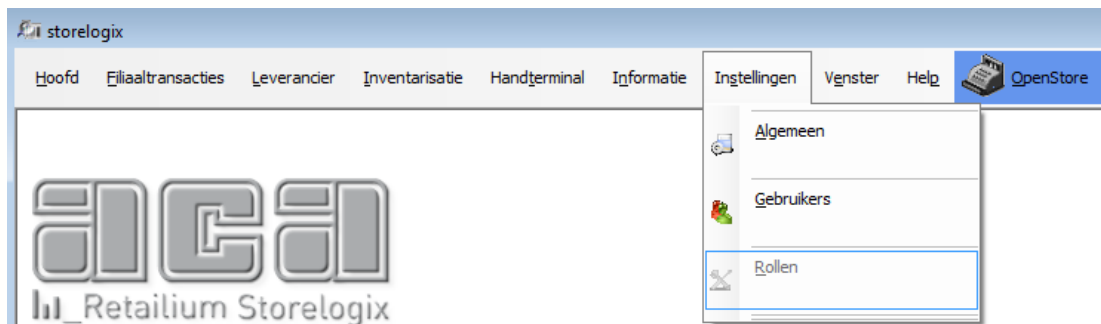 storelogix
Hoofd Filiaaltransacties Leverancier Inventarisatie Handterminal Informatie Instellingen Venster Help OpenStore
Algemeen
Gebruikers
Rollen
aca
Retailium Storelogix